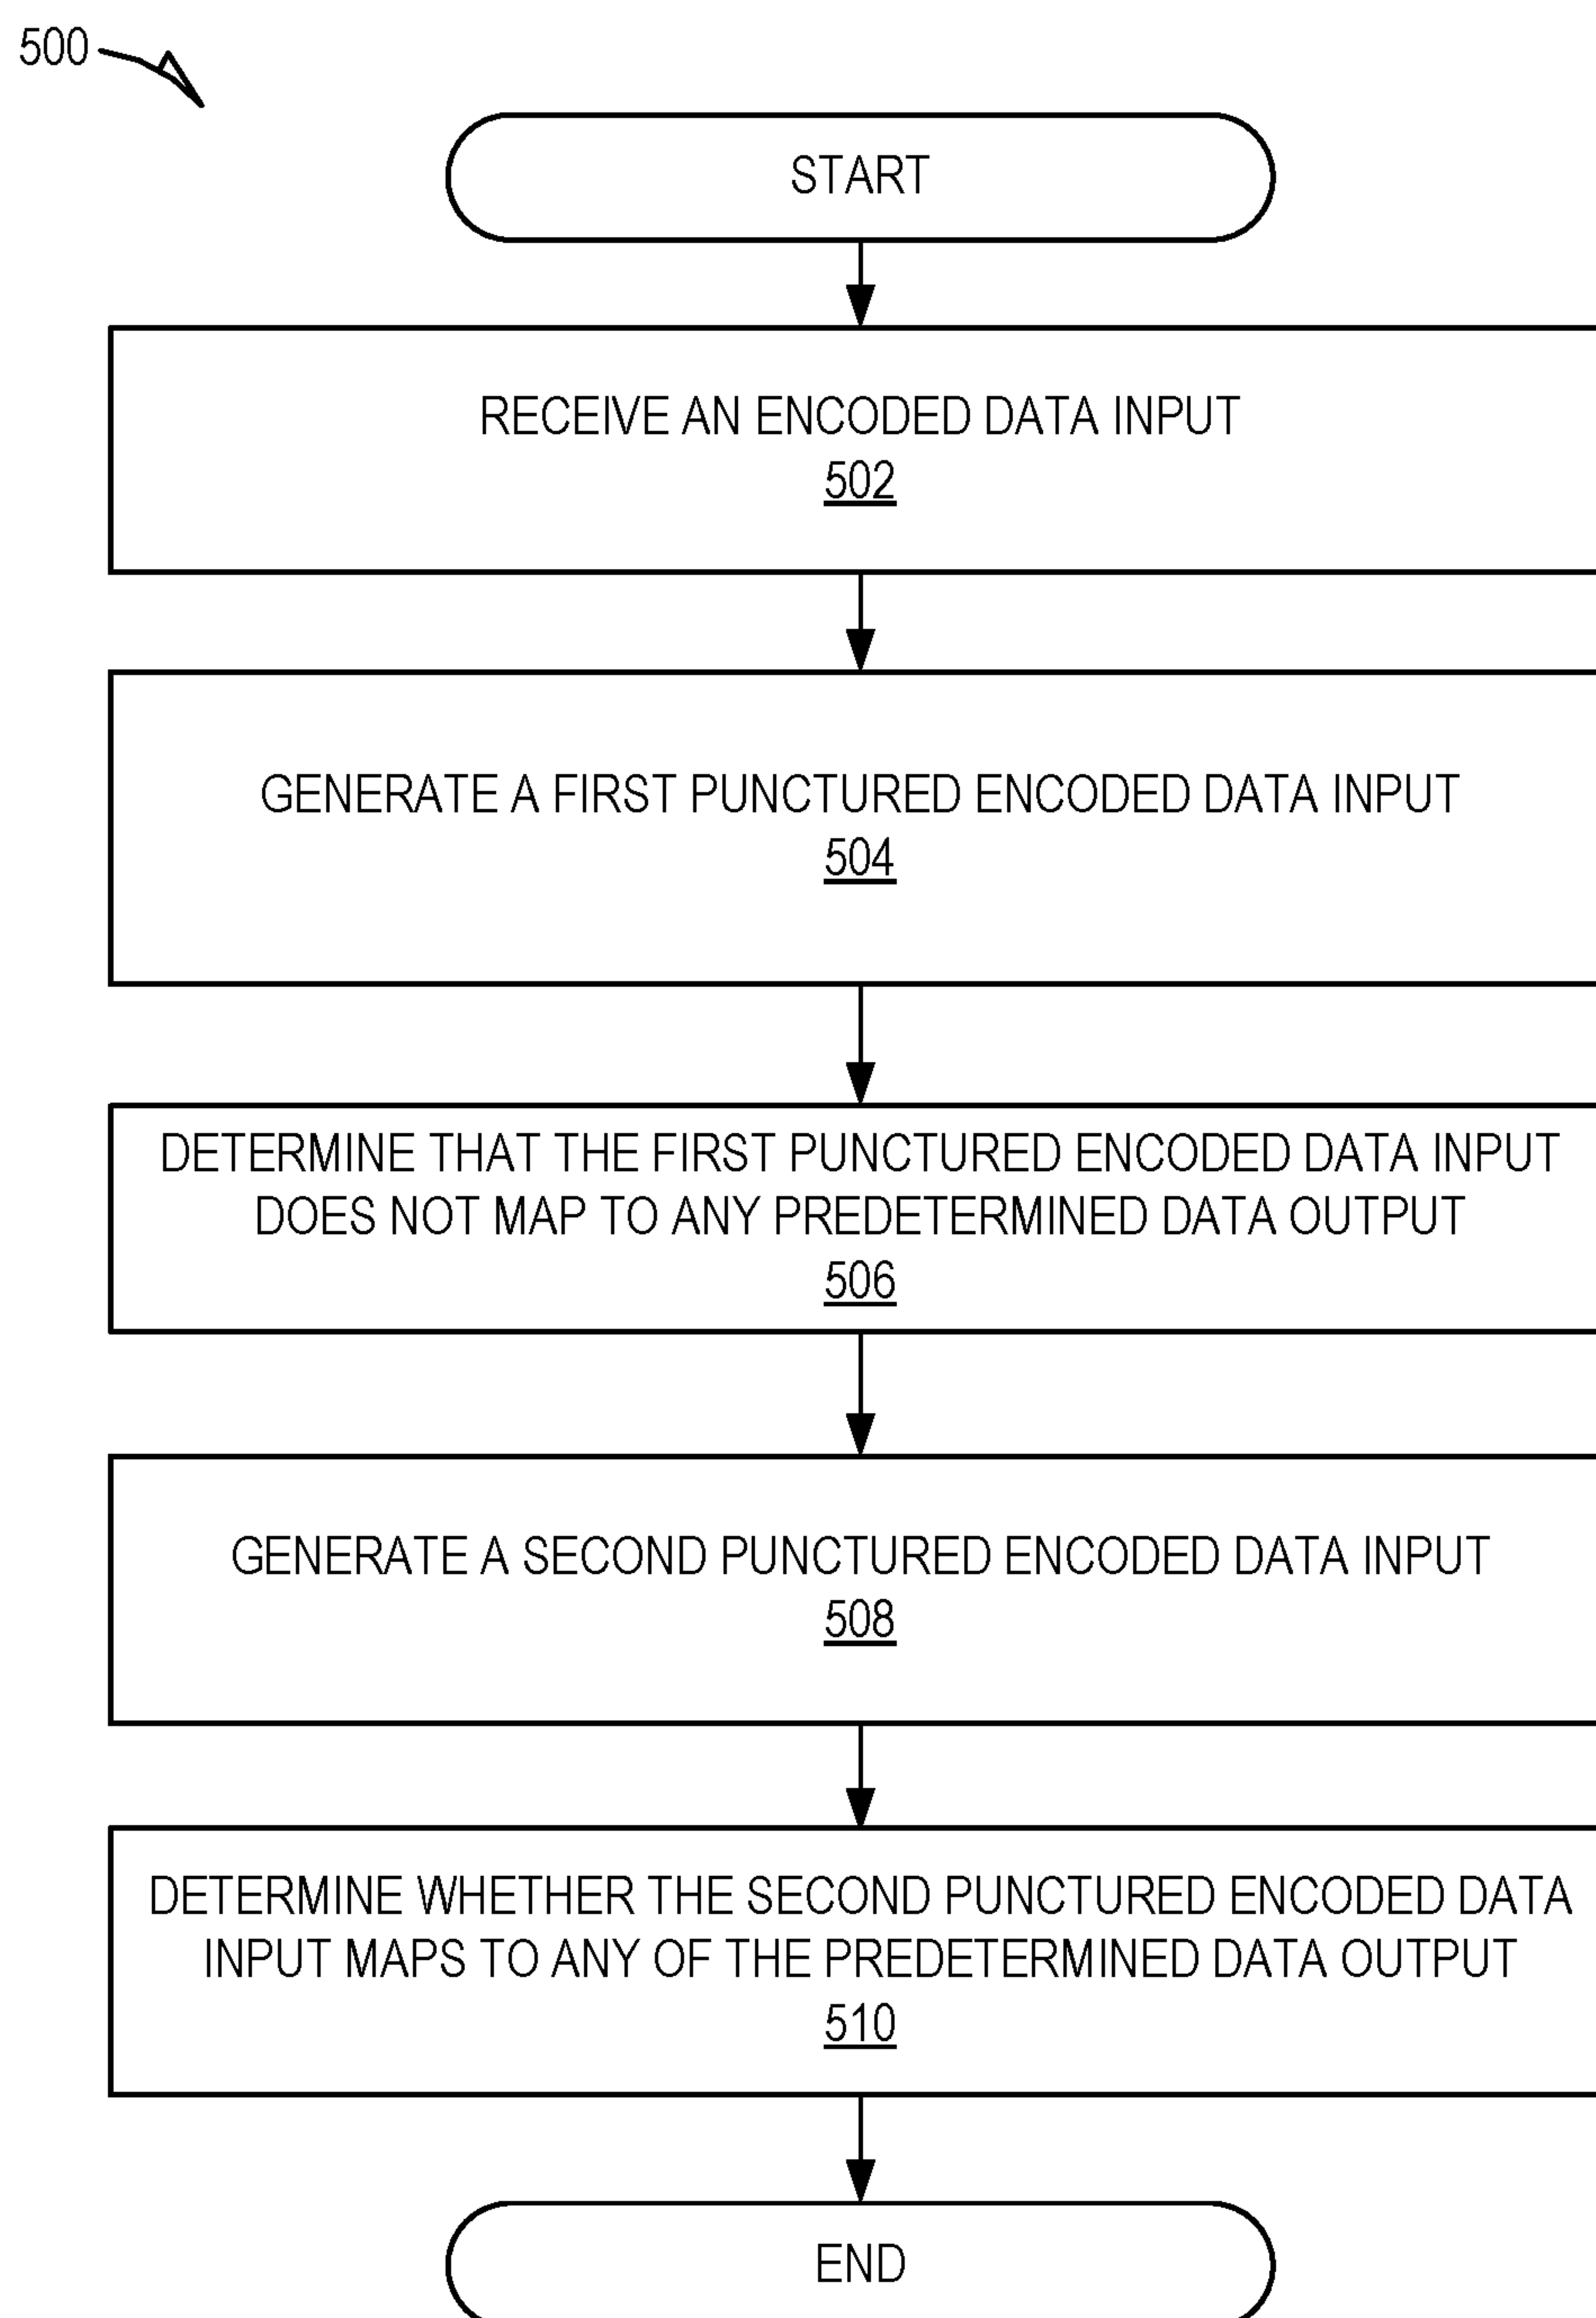 500
START
RECEIVE AN ENCODED DATA INPUT
502
GENERATE A FIRST PUNCTURED ENCODED DATA INPUT
504
DETERMINE THAT THE FIRST PUNCTURED ENCODED DATA INPUT
DOES NOT MAP TO ANY PREDETERMINED DATA OUTPUT
506
GENERATE A SECOND PUNCTURED ENCODED DATA INPUT
508
DETERMINE WHETHER THE SECOND PUNCTURED ENCODED DATA
INPUT MAPS TO ANY OF THE PREDETERMINED DATA OUTPUT
510
END